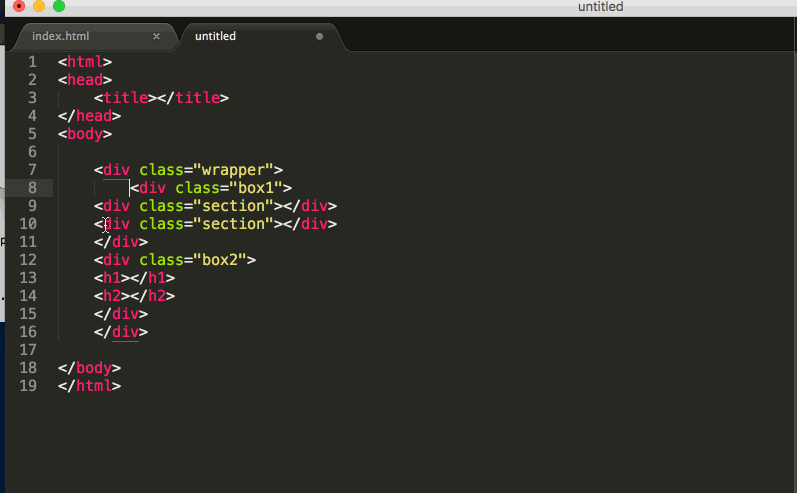 untitled
index.html × untitled
1 <html>
2 <head>
3     <title></title>
4 </head>
5 <body>
6
7     <div class="wrapper">
8         <div class="box1">
9     <div class="section"></div>
10     <div class="section"></div>
11     </div>
12     <div class="box2">
13     <h1></h1>
14     <h2></h2>
15     </div>
16     </div>
17
18 </body>
19 </html>